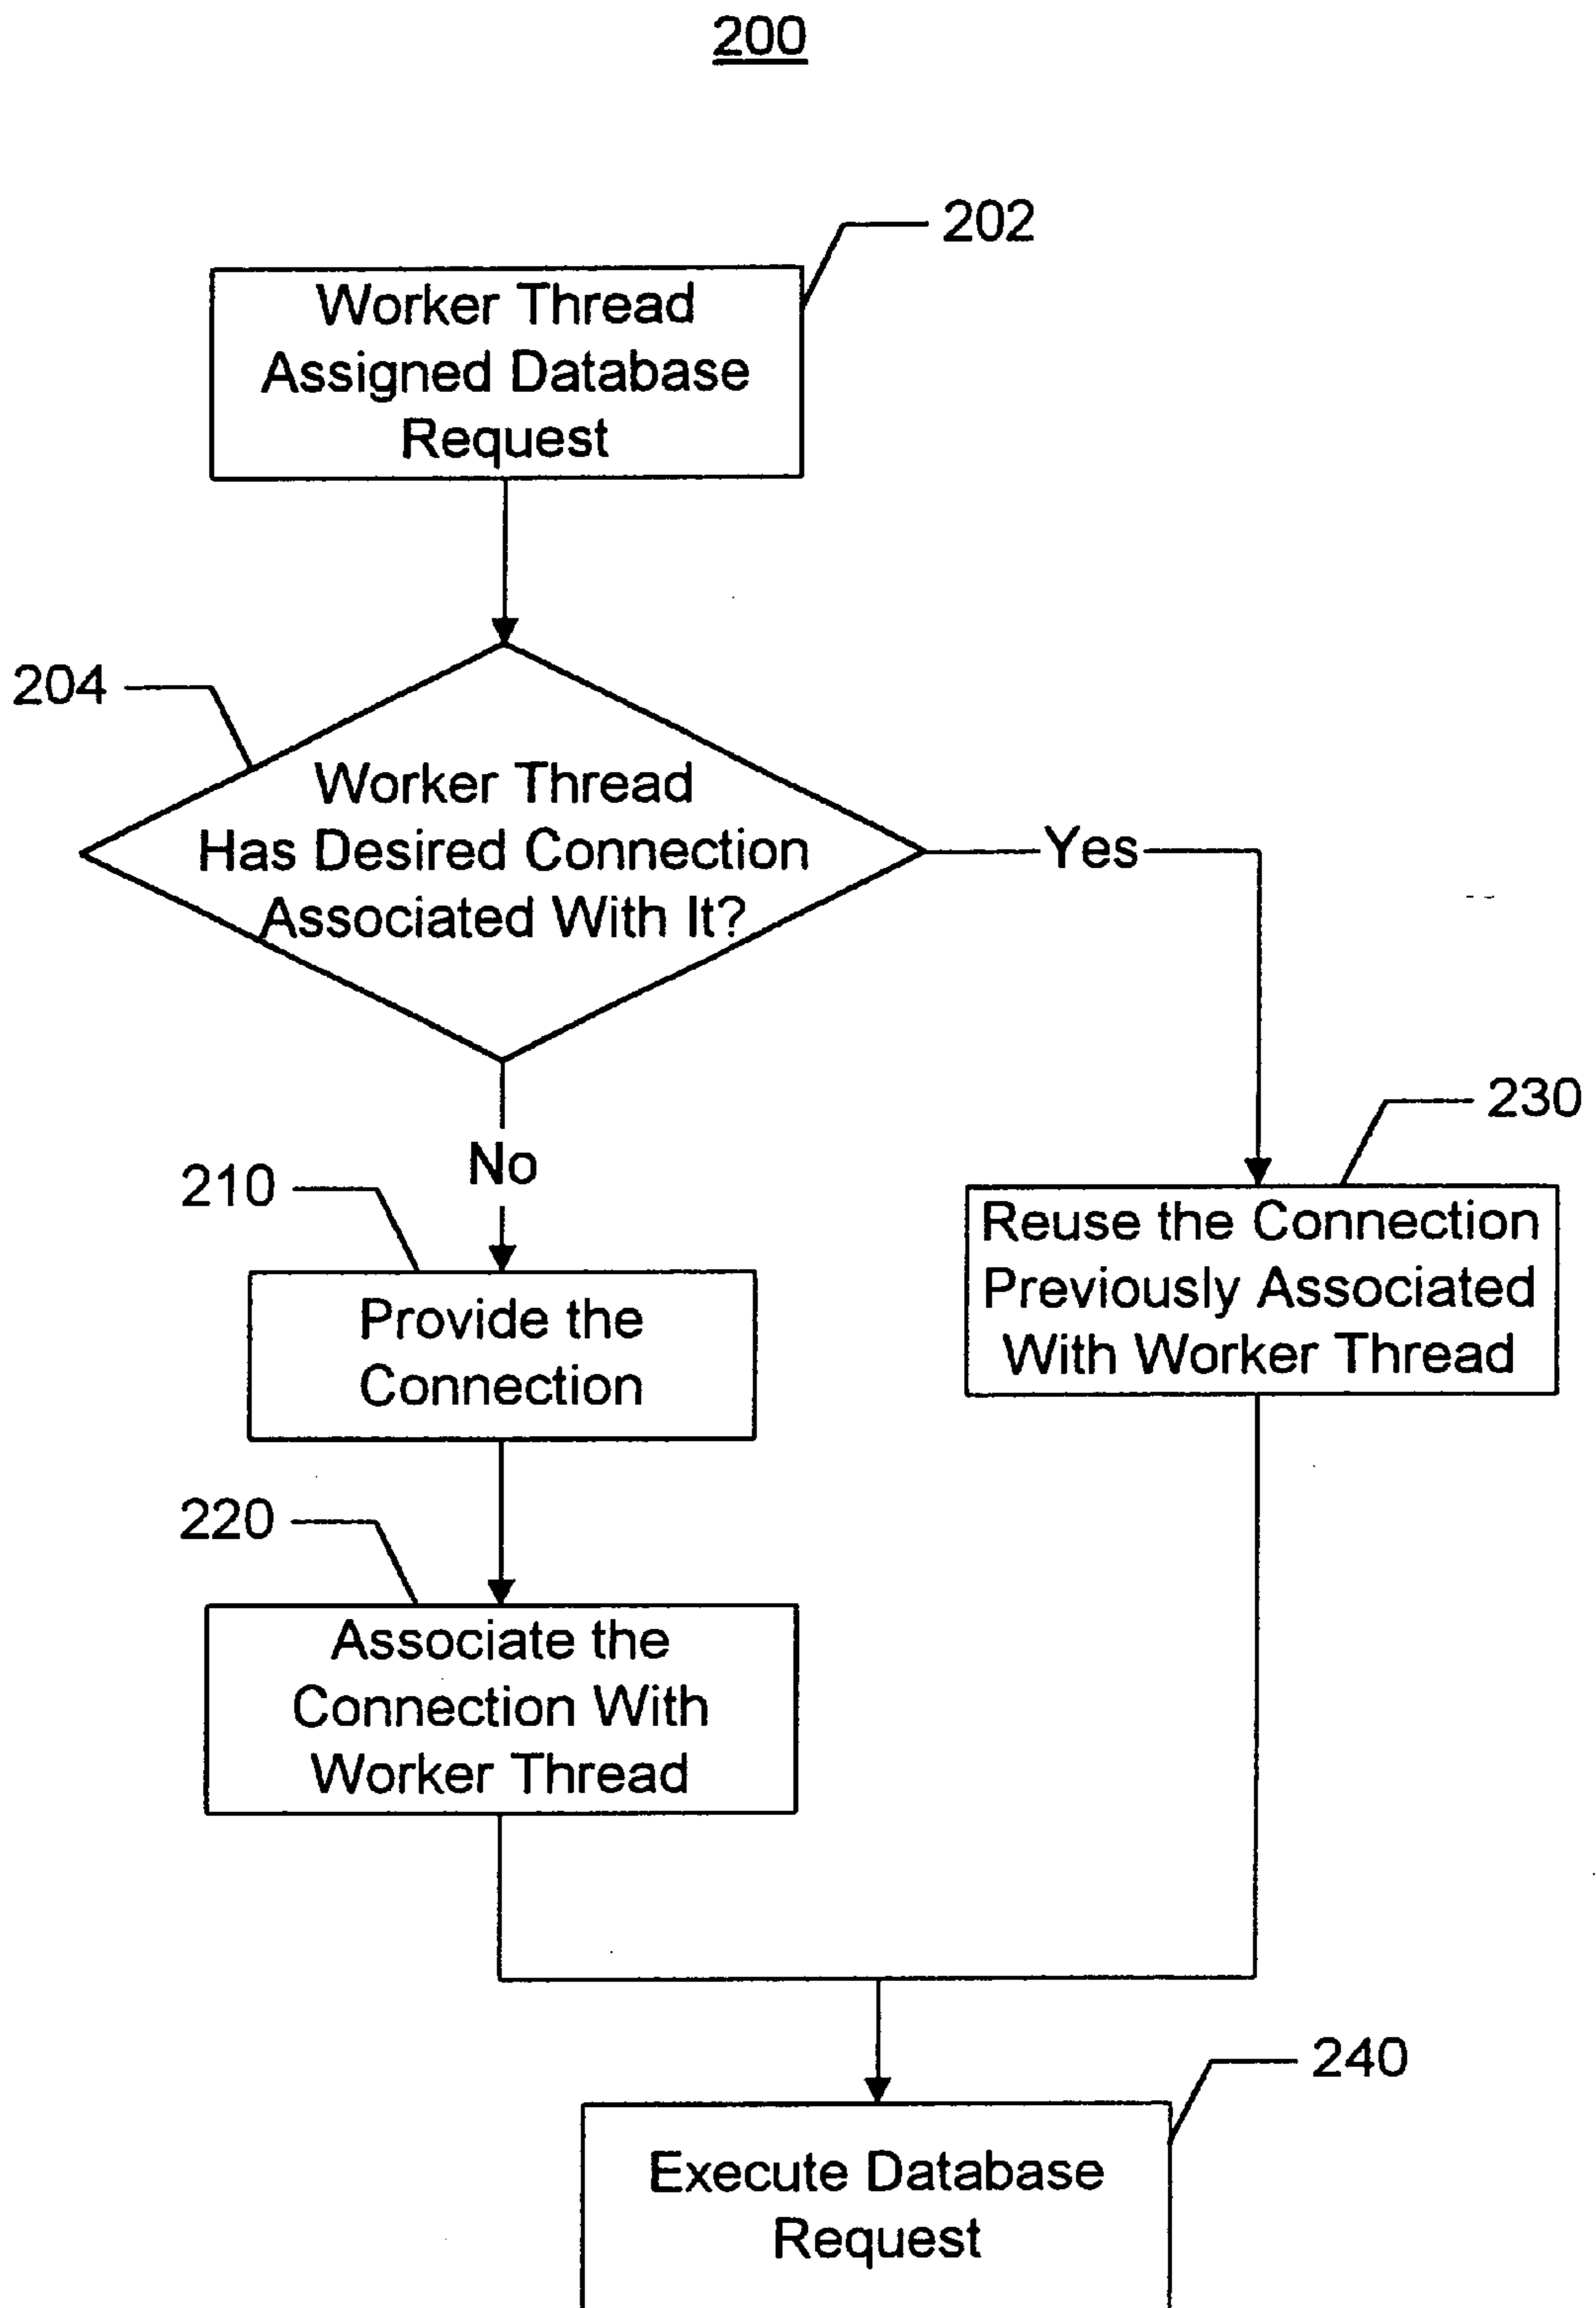 200
202
Worker Thread
Assigned Database
Request
204
Worker Thread
Has Desired Connection
Associated With It?
Yes
No
230
210
Reuse the Connection
Previously Associated
With Worker Thread
Provide the
Connection
220
Associate the
Connection With
Worker Thread
240
Execute Database
Request